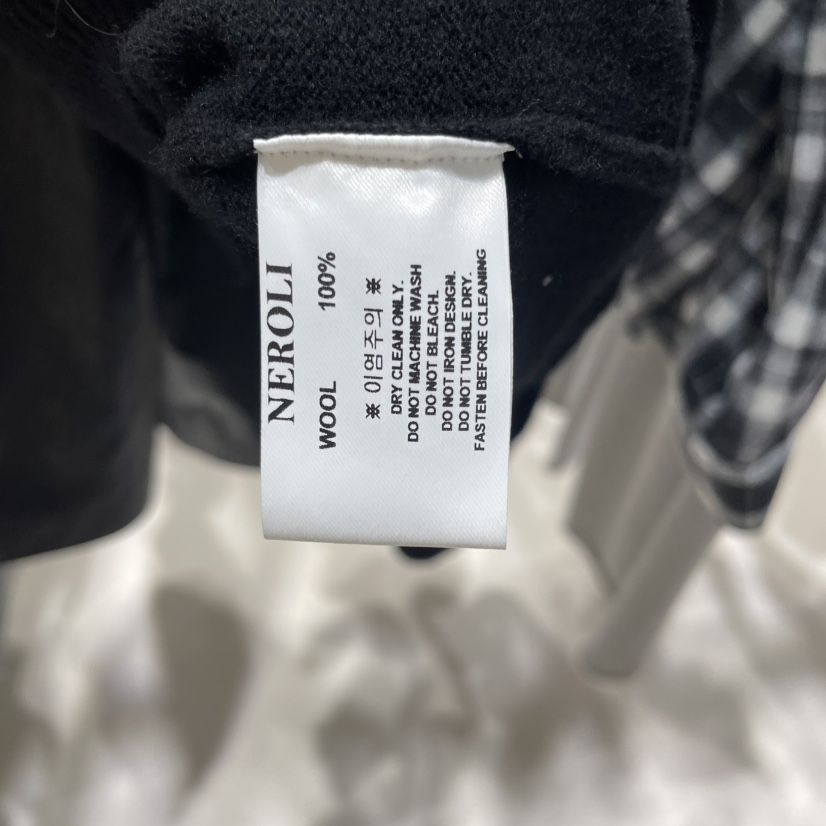 NEROLI
WOOL 100%
※ 이염주의 ※
DRY CLEAN ONLY.
DO NOT MACHINE WASH
DO NOT BLEACH.
DO NOT IRON DESIGN.
DO NOT TUMBLE DRY.
FASTEN BEFORE CLEANING